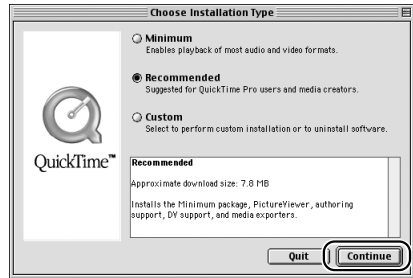 Choose Installation Type
Minimum
Enables playback of most audio and video formats.
Recommended
Suggested for QuickTime Pro users and media creators.
Custom
Select to perform custom installation or to uninstall software.
QuickTime™
Recommended
Approximate download size: 7.8 MB
Installs the Minimum package, PictureViewer, authoring
support, DV support, and media exporters.
Quit
Continue